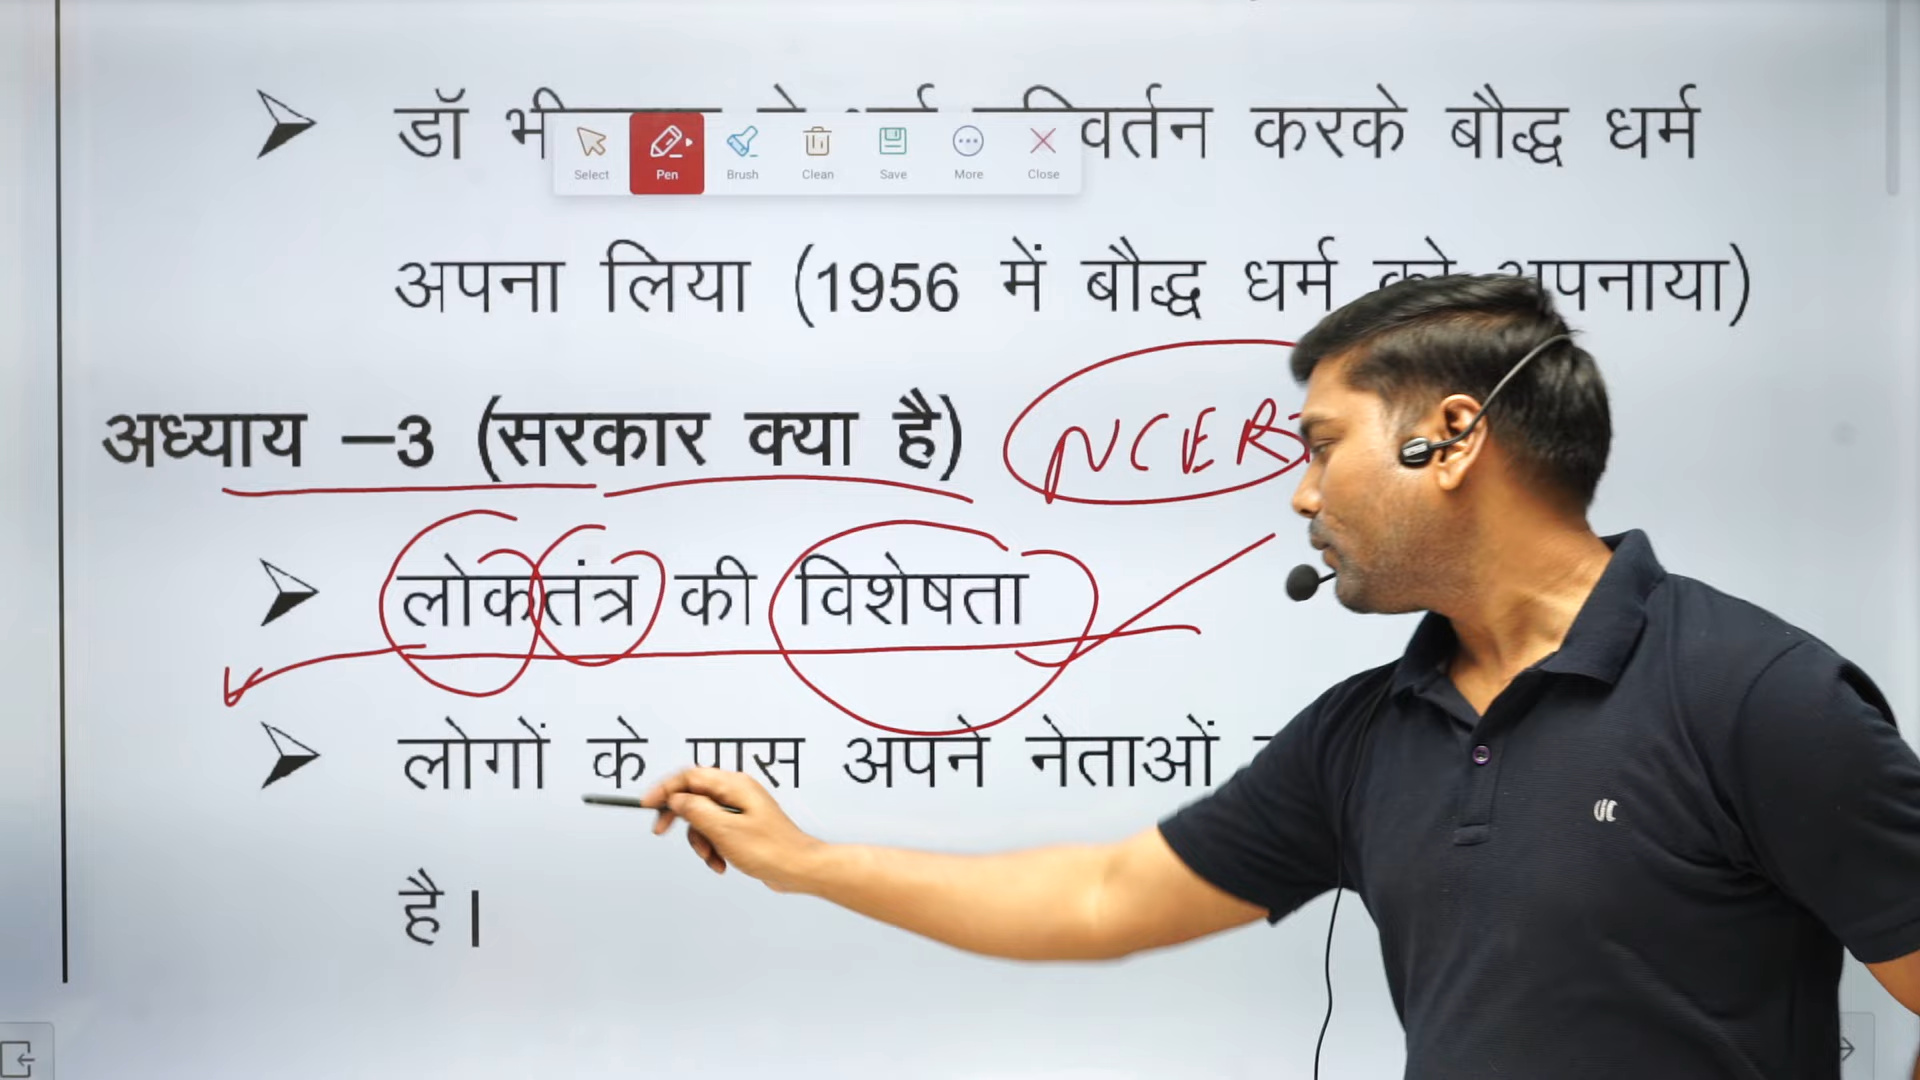 डॉ वर्तन करके बौद्ध धर्म
Select Pen Brush Clean Save More Close
अपना लिया (1956 में बौद्ध धर्म को अपनाया)
अध्याय –3 (सरकार क्या है) NCER
लोकतंत्र की विशेषता
लोगों के पास अपने नेताओं
है।
UC